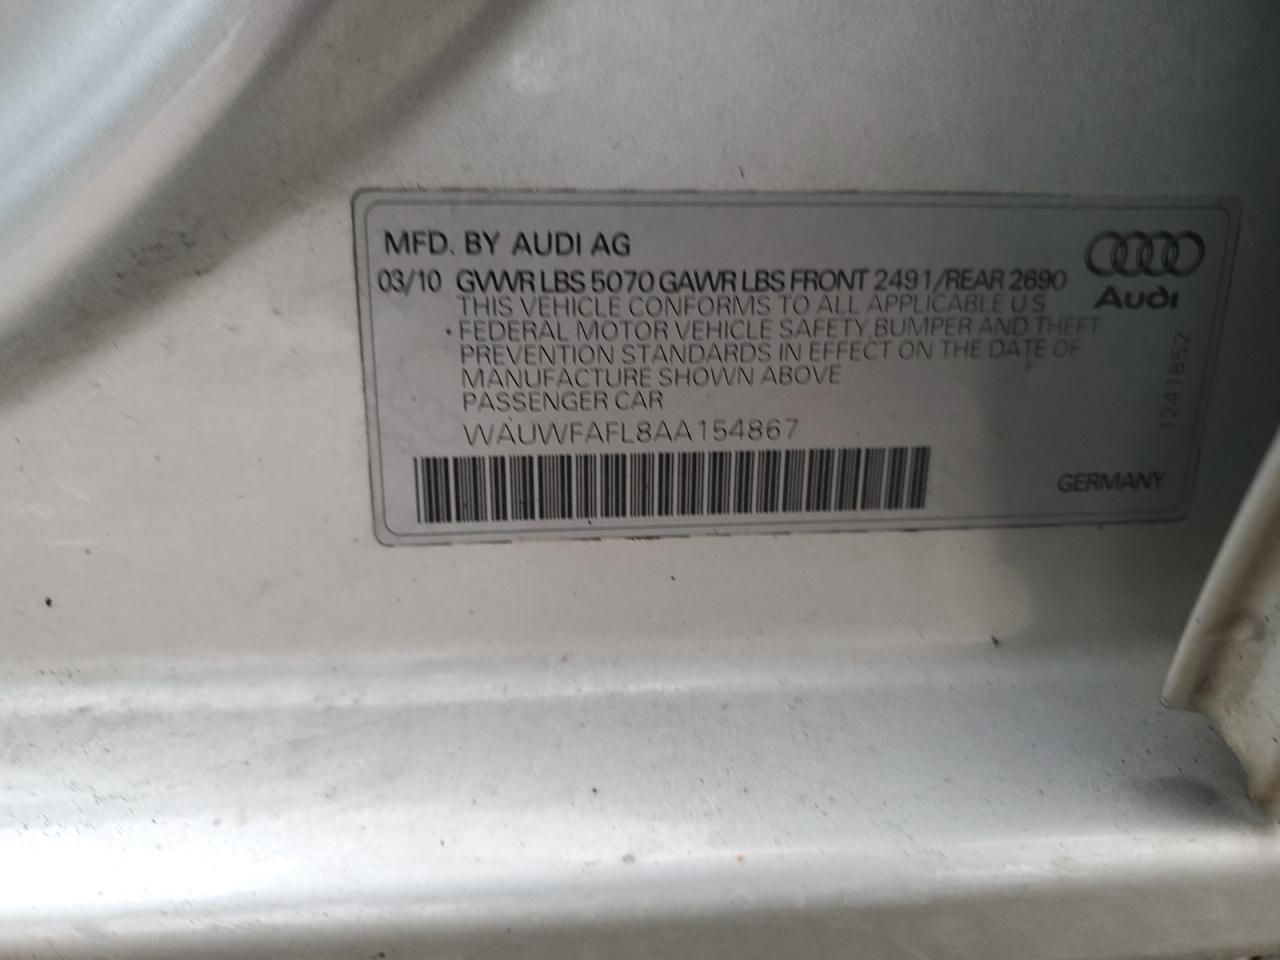 MFD. BY AUDI AG
03/10 GVWR LBS 5070 GAWR LBS FRONT 2491/REAR 2690
THIS VEHICLE CONFORMS TO ALL APPLICABLE U S
FEDERAL MOTOR VEHICLE SAFETY, BUMPER AND THEFT
PREVENTION STANDARDS IN EFFECT ON THE DATE OF
MANUFACTURE SHOWN ABOVE
PASSENGER CAR
WAUWFAFL8AA154867
Audi
1241852
GERMANY